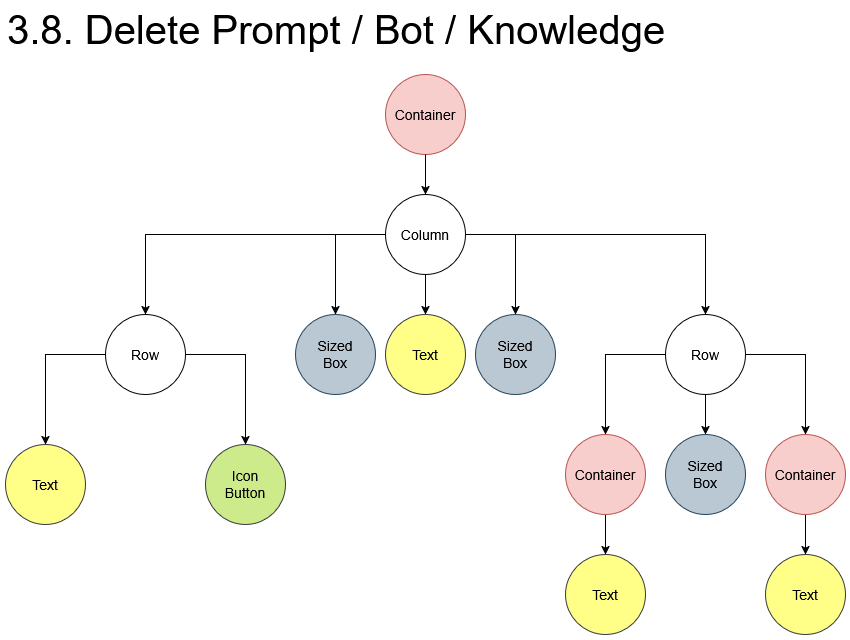 3.8. Delete Prompt / Bot / Knowledge
Container
Column
Row
Sized
Box
Text
Sized
Box
Row
Text
Icon
Button
Container
Sized
Box
Container
Text
Text